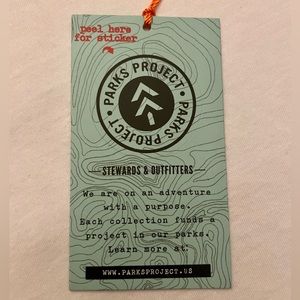 peel here
for sticker
PARKS PROJECT • PARKS PROJECT •
STEWARDS & OUTFITTERS
We are on an adventure
with a purpose.
Each collection funds a
project in our parks.
Learn more at:
WWW.PARKSPROJECT.US